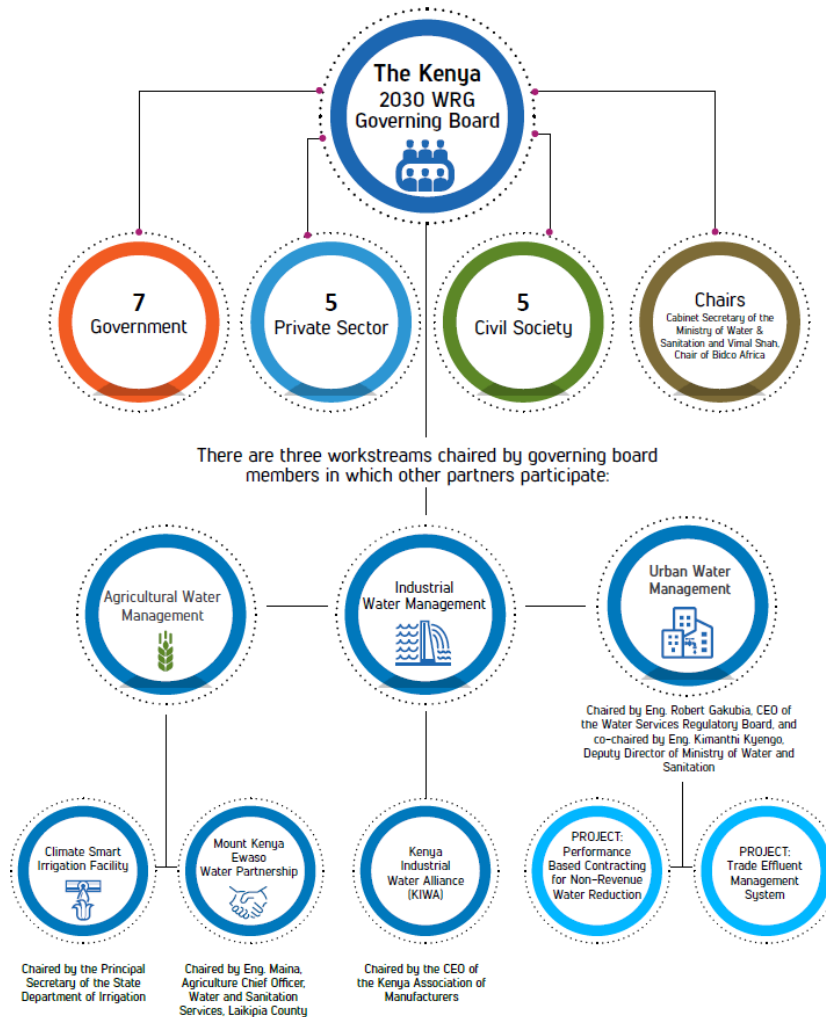 The Kenya
2030 WRG
Governing Board
7
Government
5
Private Sector
5
Civil Society
Chairs
Cabinet Secretary of the
Ministry of Water &
Sanitation and Vimal Shah,
Chair of Bidco Africa
There are three workstreams chaired by governing board
members in which other partners participate:
Agricultural Water
Management
Industrial
Water Management
Urban Water
Management
Chaired by Eng. Robert Gakubia, CEO of
the Water Services Regulatory Board, and
co-chaired by Eng. Kimanthi Kyengo,
Deputy Director of Ministry of Water and
Sanitation
Climate Smart
Irrigation Facility
Mount Kenya
Ewaso
Water Partnership
Kenya
Industrial
Water Alliance
(KIWA)
PROJECT:
Performance
Based Contracting
for Non-Revenue
Water Reduction
PROJECT:
Trade Effluent
Management
System
Chaired by the Principal
Secretary of the State
Department of Irrigation
Chaired by Eng. Maina,
Agriculture Chief Officer,
Water and Sanitation
Services, Laikipia County
Chaired by the CEO of
the Kenya Association of
Manufacturers